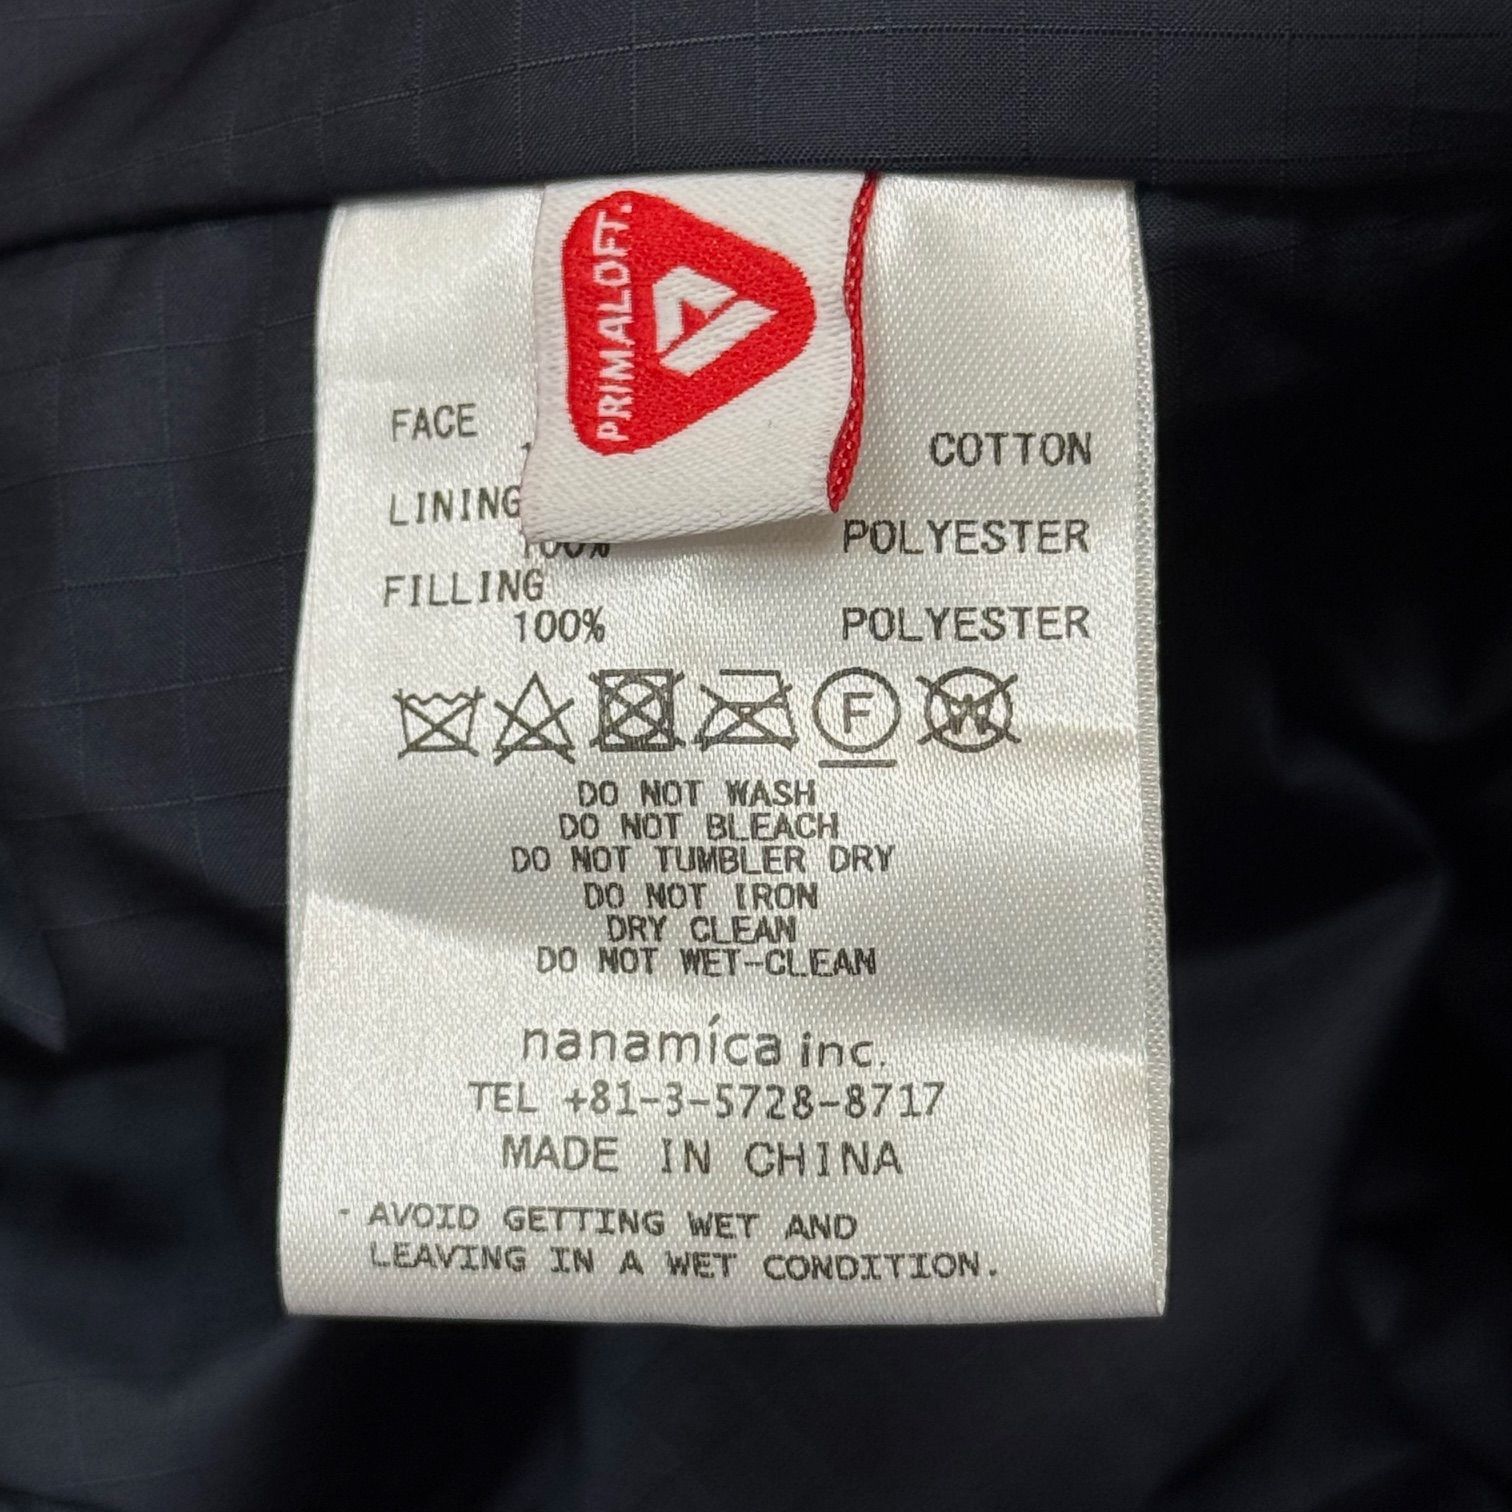 PRIMALOFT.
FACE
COTTON
LINING
100% POLYESTER
FILLING
100% POLYESTER
F W
DO NOT WASH
DO NOT BLEACH
DO NOT TUMBLER DRY
DO NOT IRON
DRY CLEAN
DO NOT WET-CLEAN
nanamíca inc.
TEL +81-3-5728-8717
MADE IN CHINA
- AVOID GETTING WET AND
LEAVING IN A WET CONDITION.